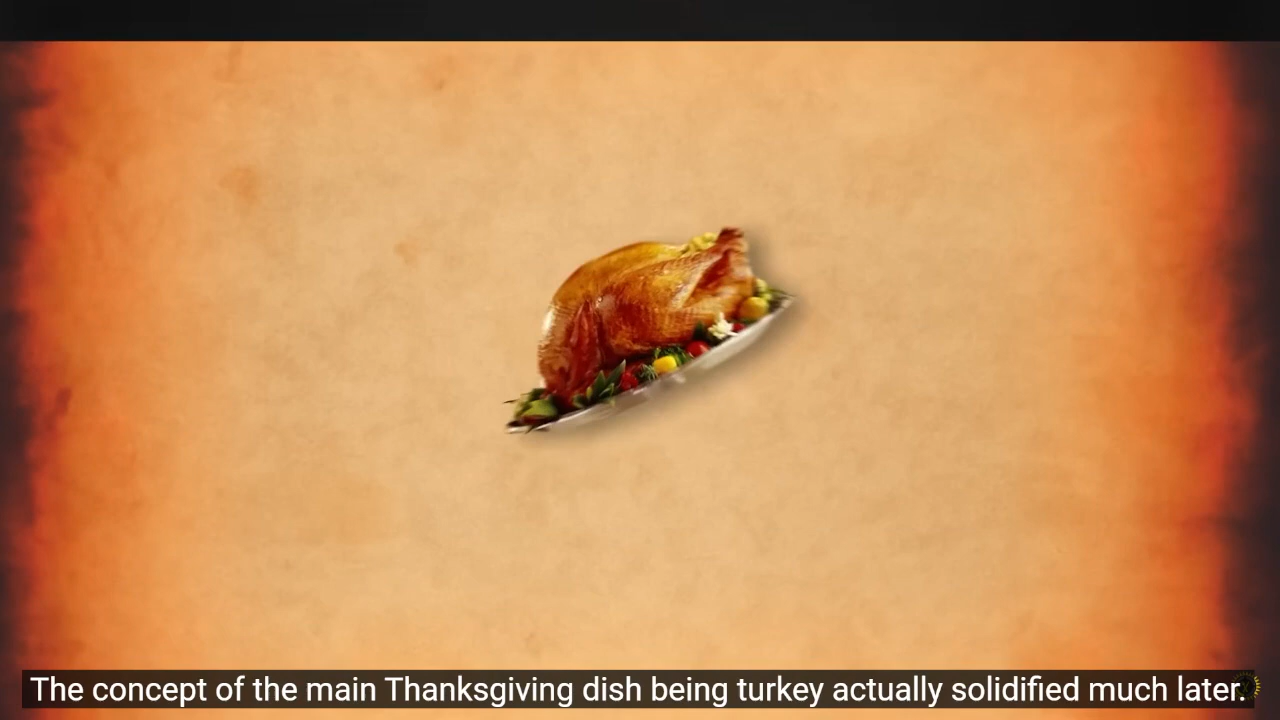 The concept of the main Thanksgiving dish being turkey actually solidified much later.